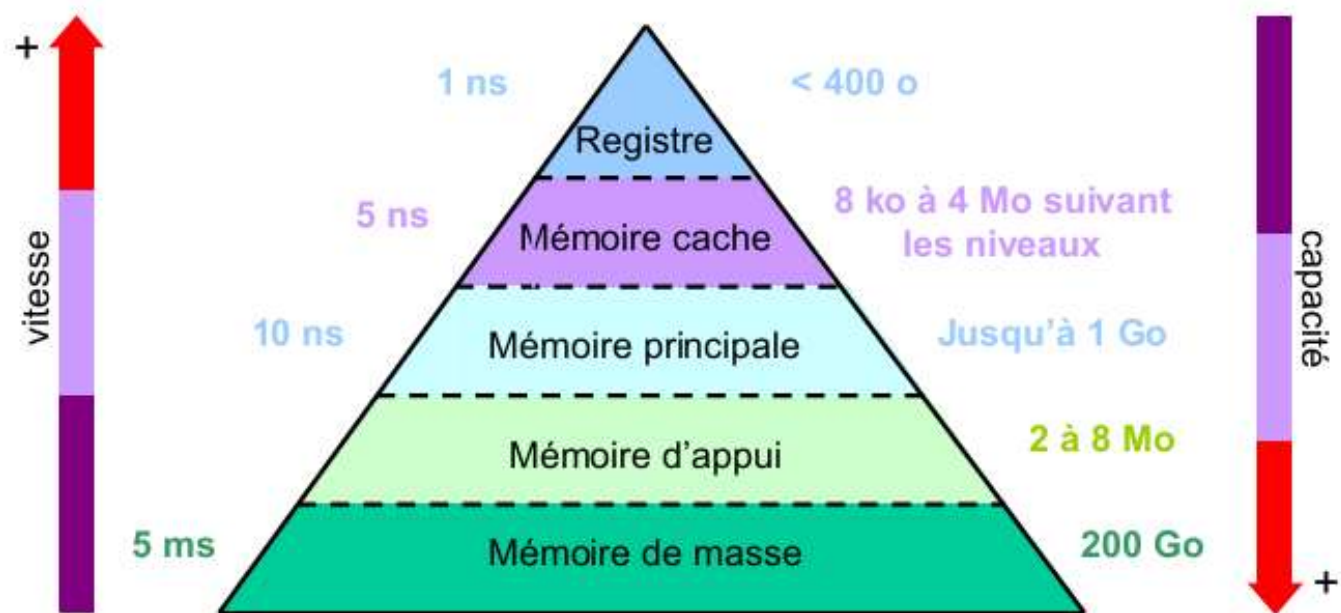 +
1 ns
< 400 o
Registre
5 ns
8 ko à 4 Mo suivant
les niveaux
Mémoire cache
vitesse
capacité
10 ns
Mémoire principale
Jusqu'à 1 Go
Mémoire d'appui
2 à 8 Mo
5 ms
Mémoire de masse
200 Go
+